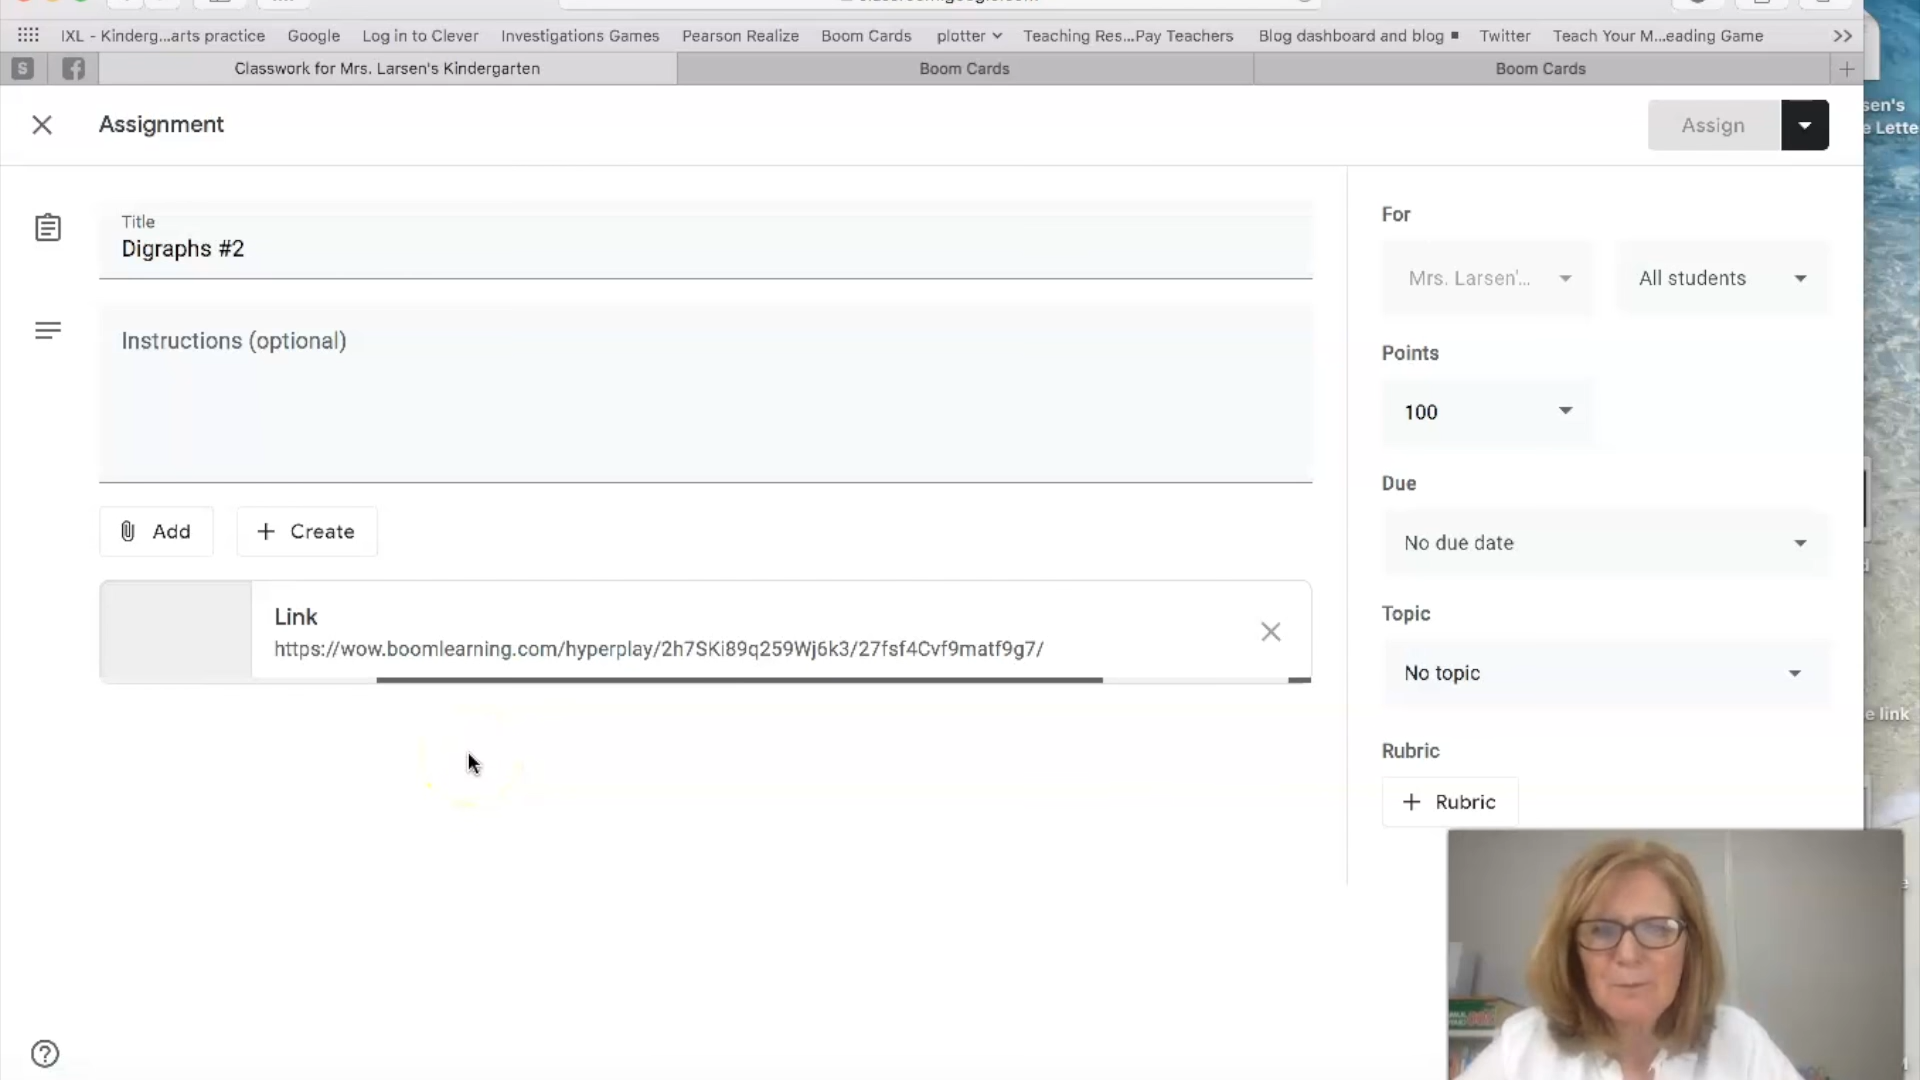 IXL - Kinderg...arts practice Google Log in to Clever Investigations Games Pearson Realize Boom Cards plotter Teaching Res...Pay Teachers Blog dashboard and blog Twitter Teach Your M...eading Game
S Classwork for Mrs. Larsen's Kindergarten Boom Cards Boom Cards
Assignment Assign
Title
Digraphs #2
Instructions (optional)
Add Create
Link
https://wow.boomlearning.com/hyperplay/2h7SKi89q259Wj6k3/27fsf4Cvf9matf9g7/
For
Mrs. Larsen'... All students
Points
100
Due
No due date
Topic
No topic
Rubric
Rubric
sen's
e Lette
e link